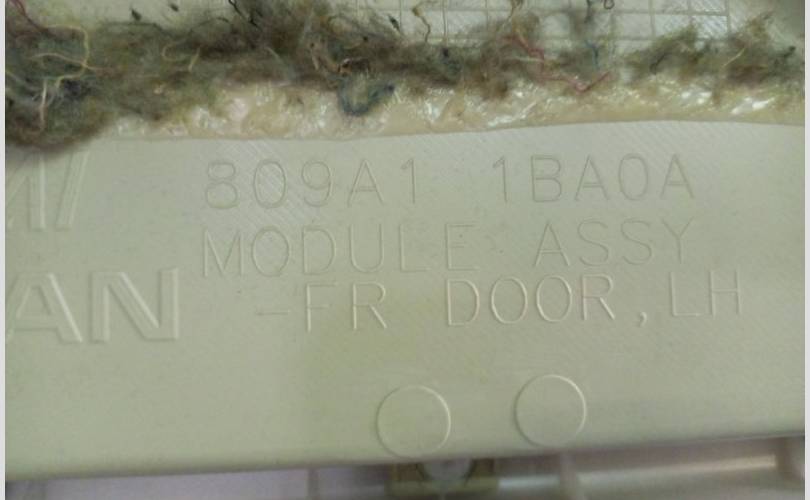 809A1 1BA0A
MODULE ASSY
-FR DOOR,LH